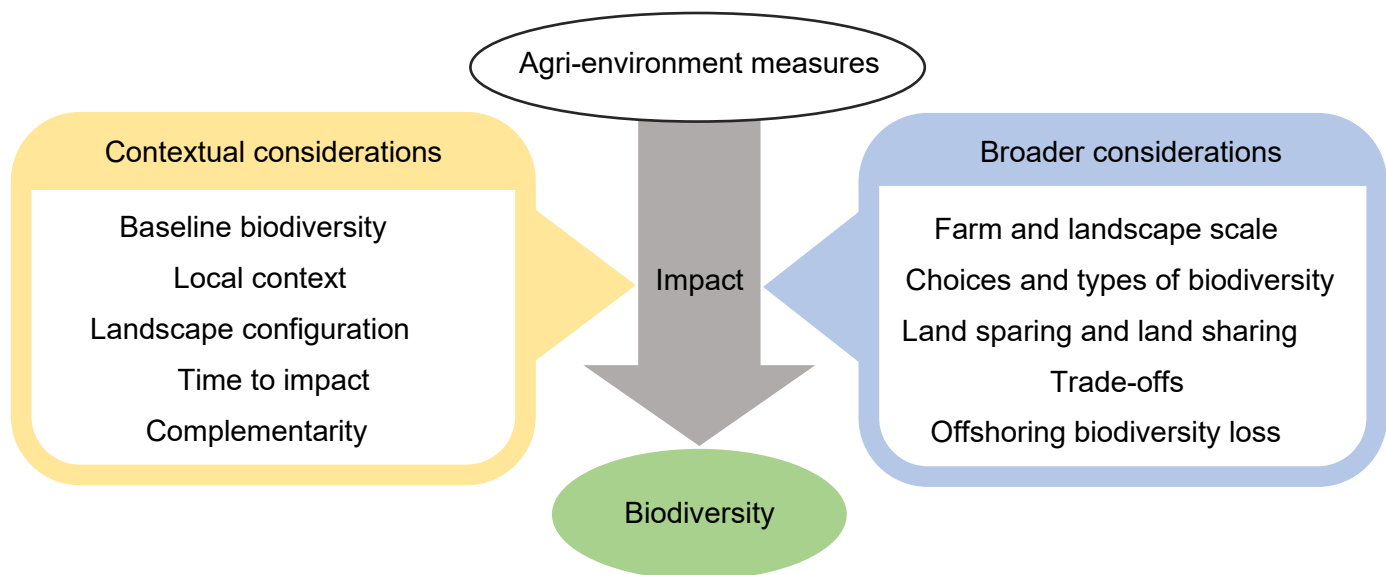 Agri-environment measures
Contextual considerations
Baseline biodiversity
Local context
Landscape configuration
Time to impact
Complementarity
Impact
Broader considerations
Farm and landscape scale
Choices and types of biodiversity
Land sparing and land sharing
Trade-offs
Offshoring biodiversity loss
Biodiversity